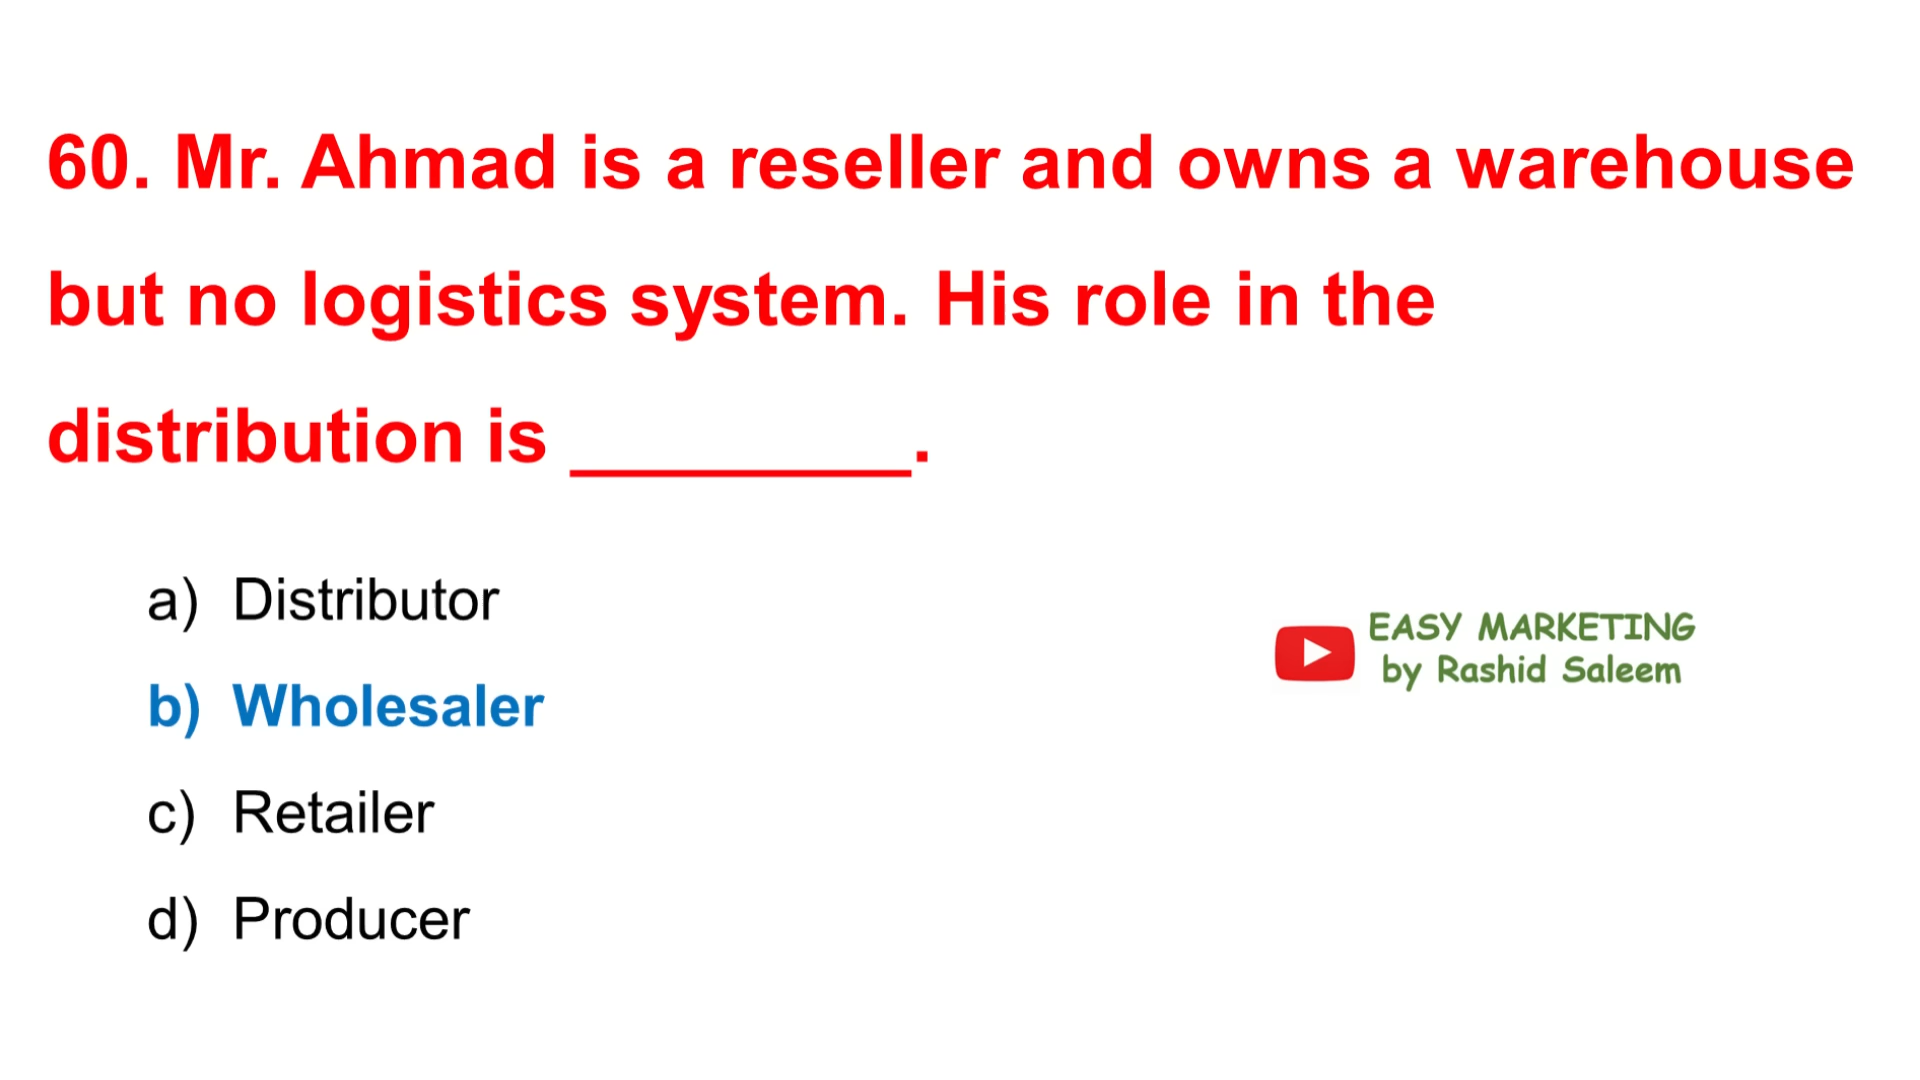 60. Mr. Ahmad is a reseller and owns a warehouse
but no logistics system. His role in the
distribution is _________.
a) Distributor
b) Wholesaler
c) Retailer
d) Producer
EASY MARKETING
by Rashid Saleem